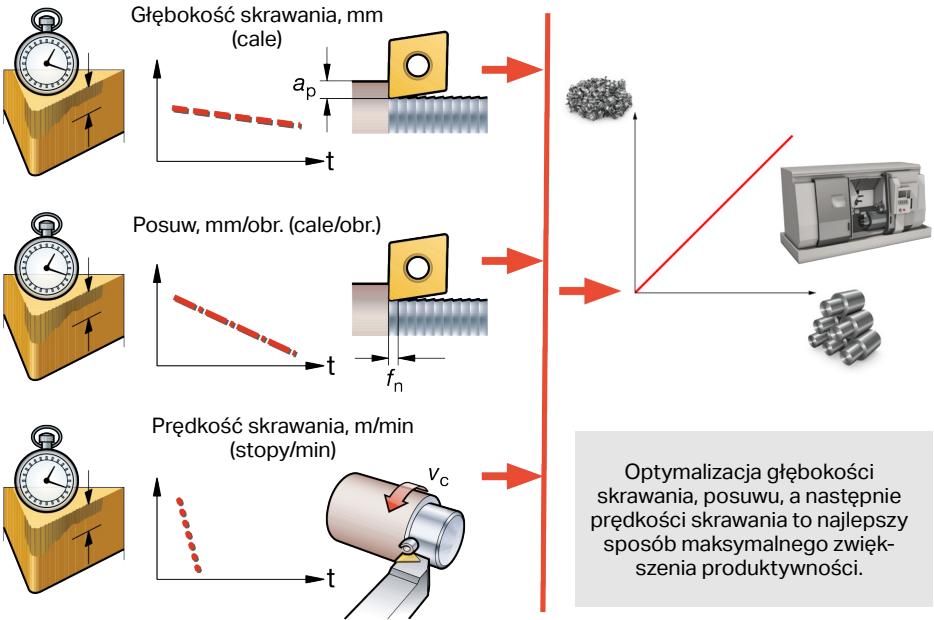 Głębokość skrawania, mm
(cale)
ap
t
Posuw, mm/obr. (cale/obr.)
t
fn
Prędkość skrawania, m/min
(stopy/min)
vc
t
Optymalizacja głębokości
skrawania, posuwu, a następnie
prędkości skrawania to najlepszy
sposób maksymalnego zwięk-
szenia produktywności.